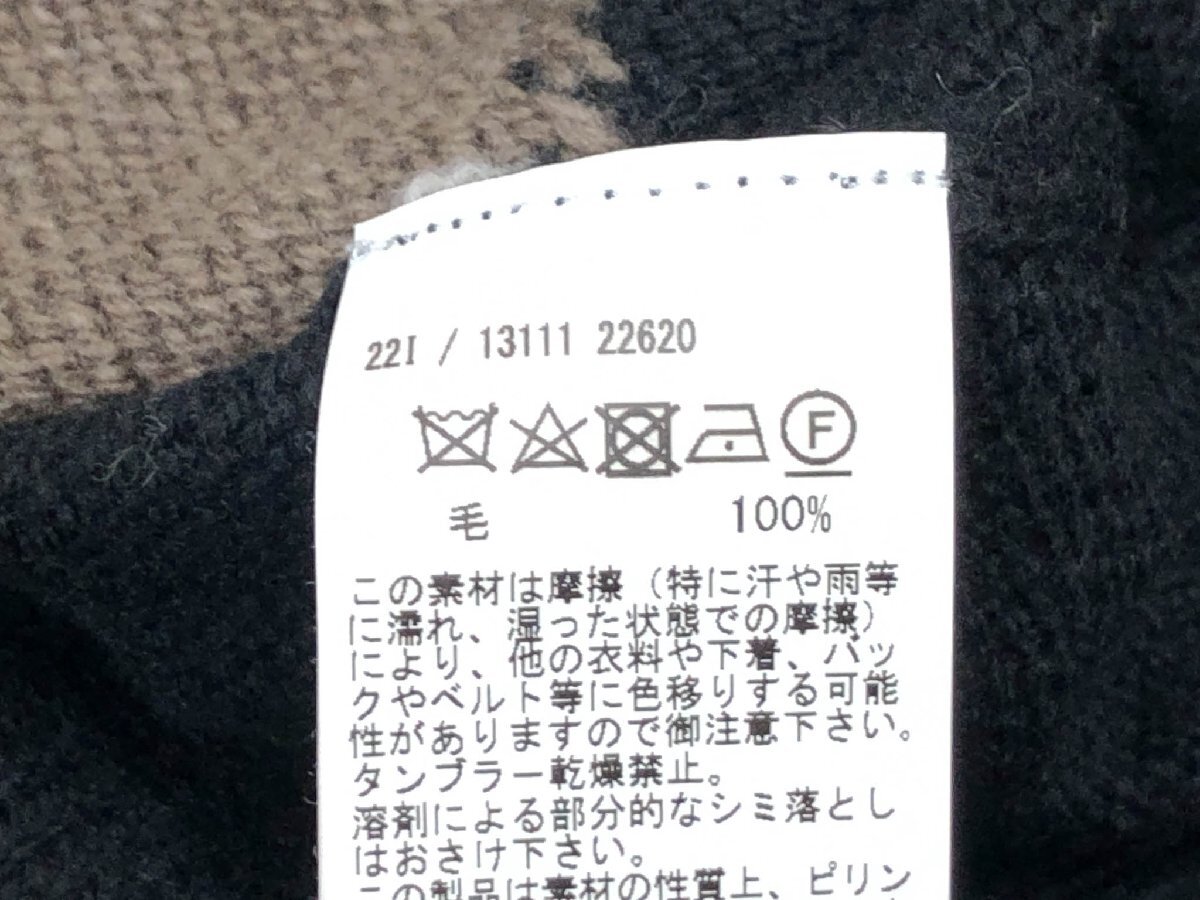 22I / 13111 22620
F
毛 100%
この素材は摩擦（特に汗や雨等
に濡れ、湿った状態での摩擦）
により、他の衣料や下着、バッ
クやベルト等に色移りする可能
性がありますので御注意下さい。
タンブラー乾燥禁止。
溶剤による部分的なシミ落とし
はおさけ下さい。
この製品は素材の性質上、ピリン